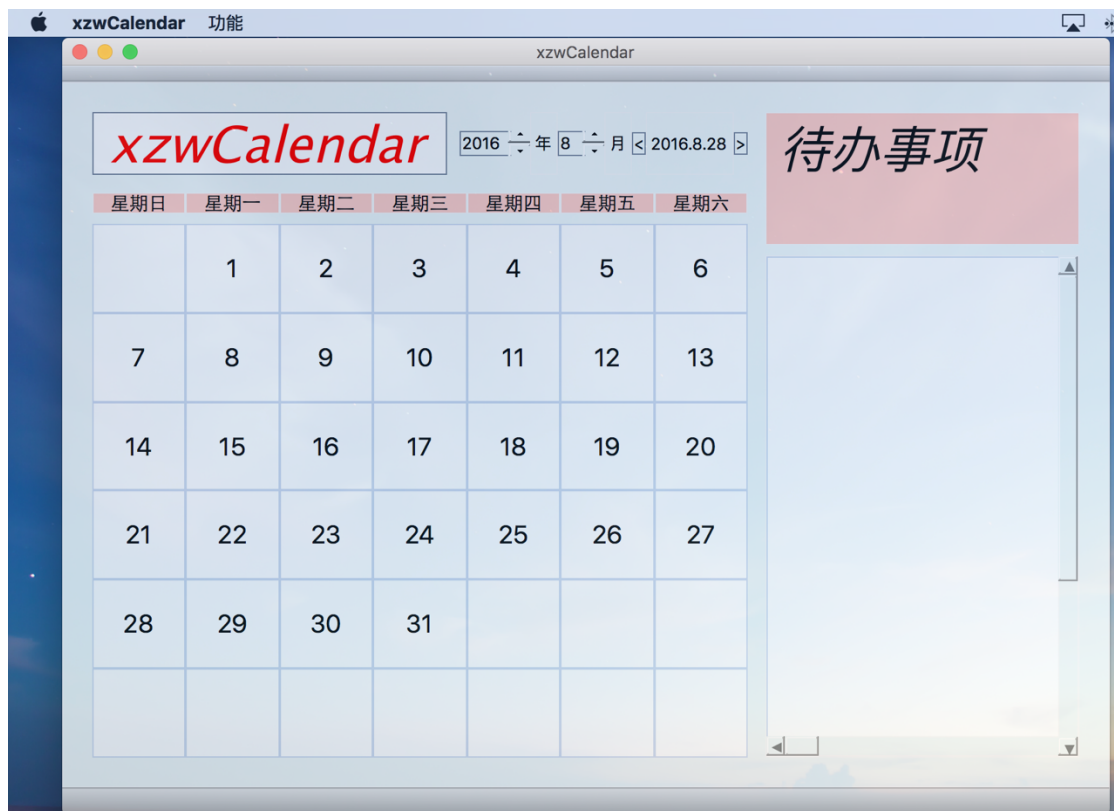 xzwCalendar 功能
xzwCalendar
xzwCalendar 2016 年 8 月 < 2016.8.28 >
待办事项
星期日 星期一 星期二 星期三 星期四 星期五 星期六
1 2 3 4 5 6
7 8 9 10 11 12 13
14 15 16 17 18 19 20
21 22 23 24 25 26 27
28 29 30 31